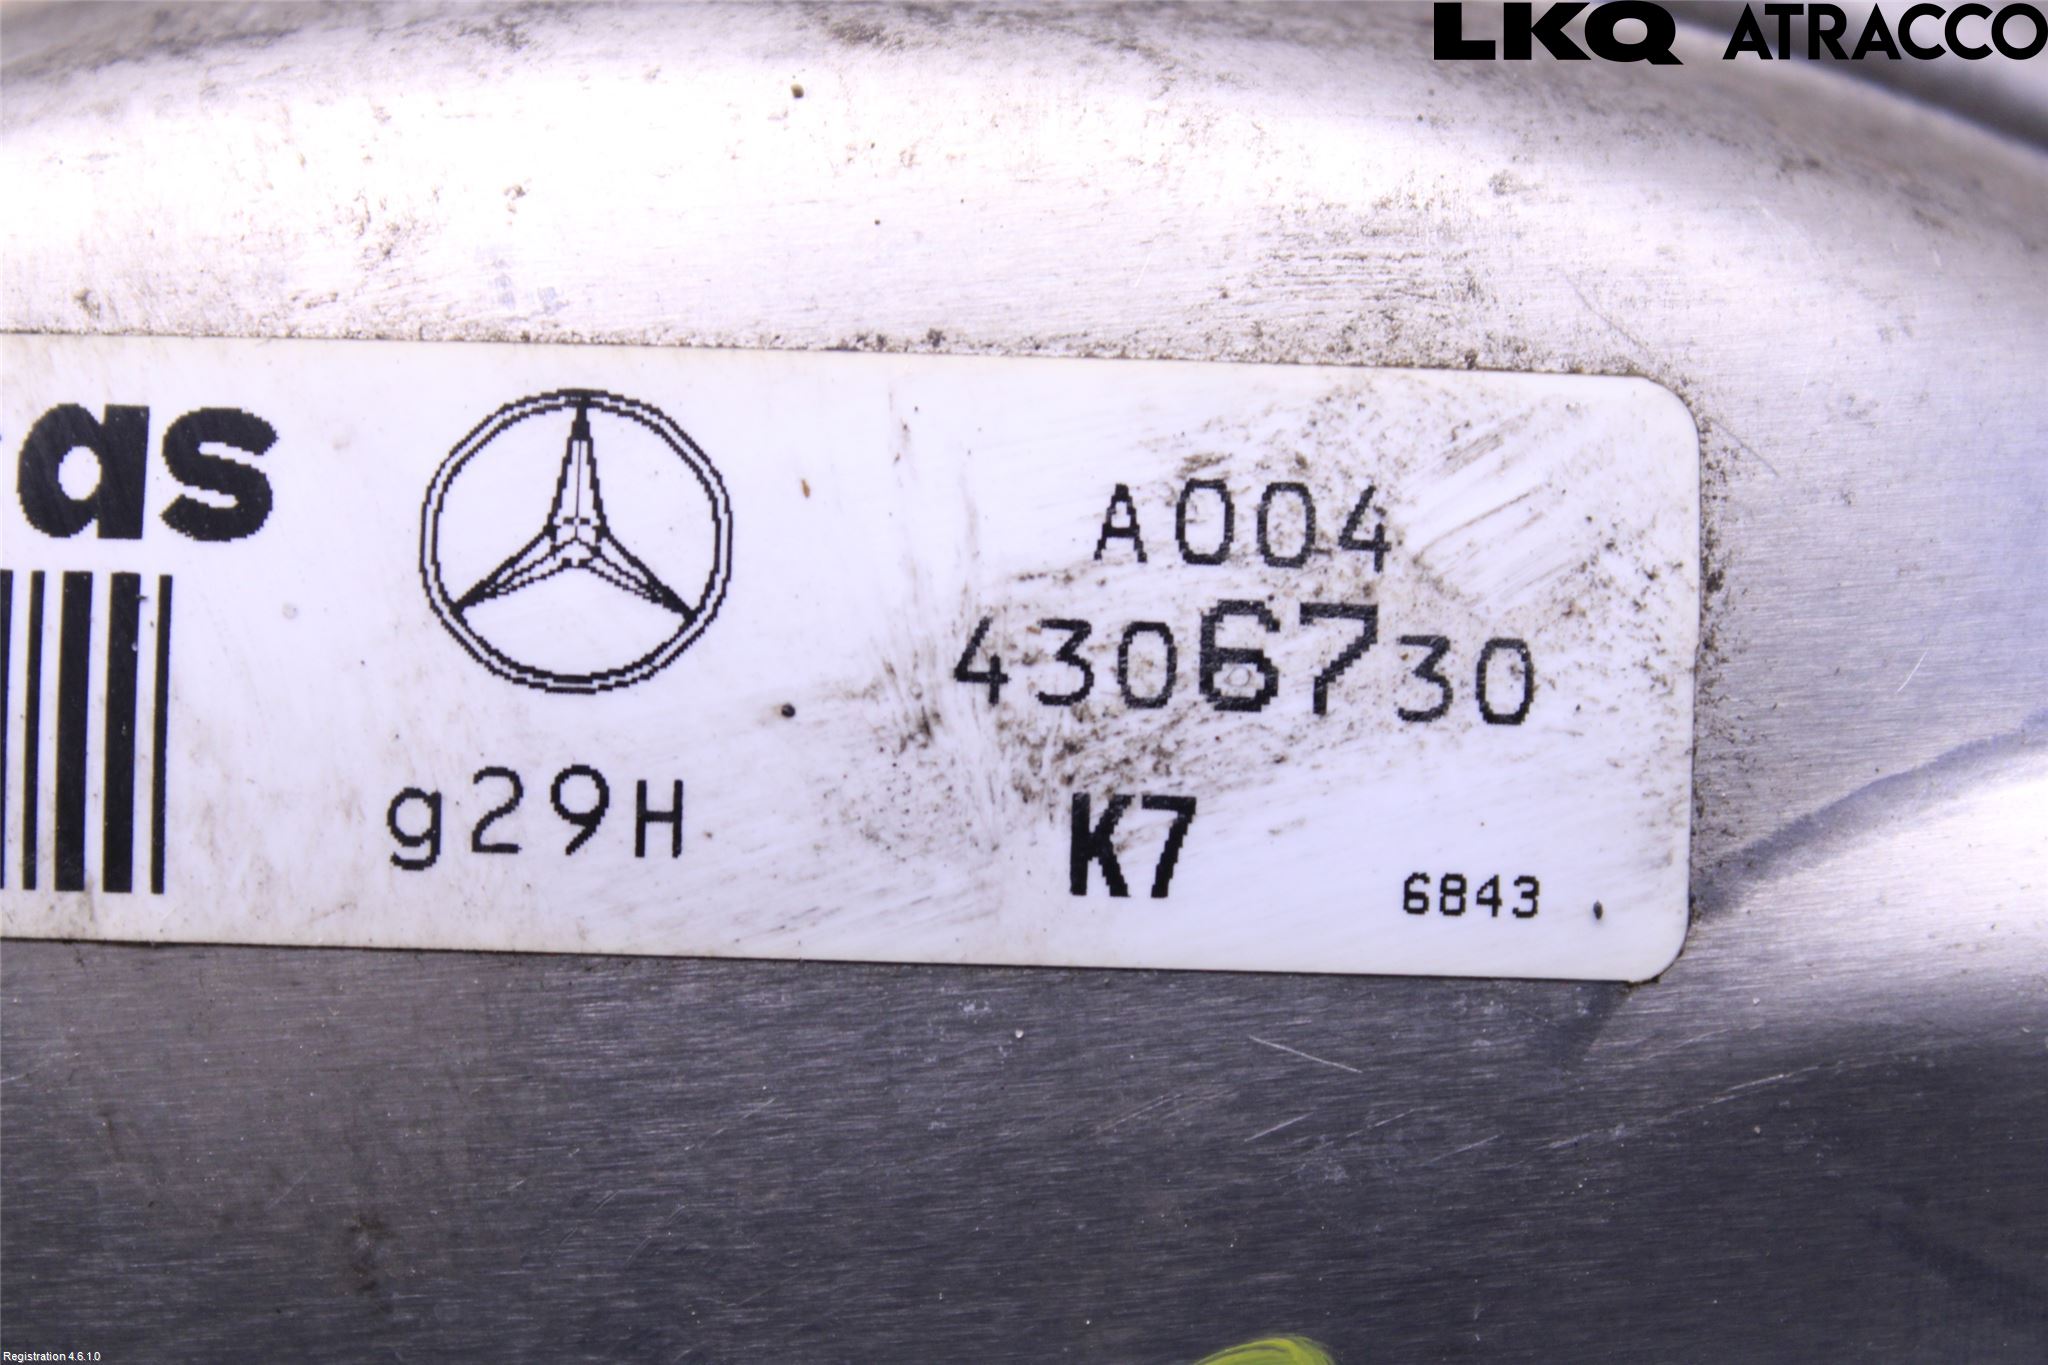 LKQ ATRACCO
as
A004
4306730
g29H
K7
6843
Registration 4.6.1.0